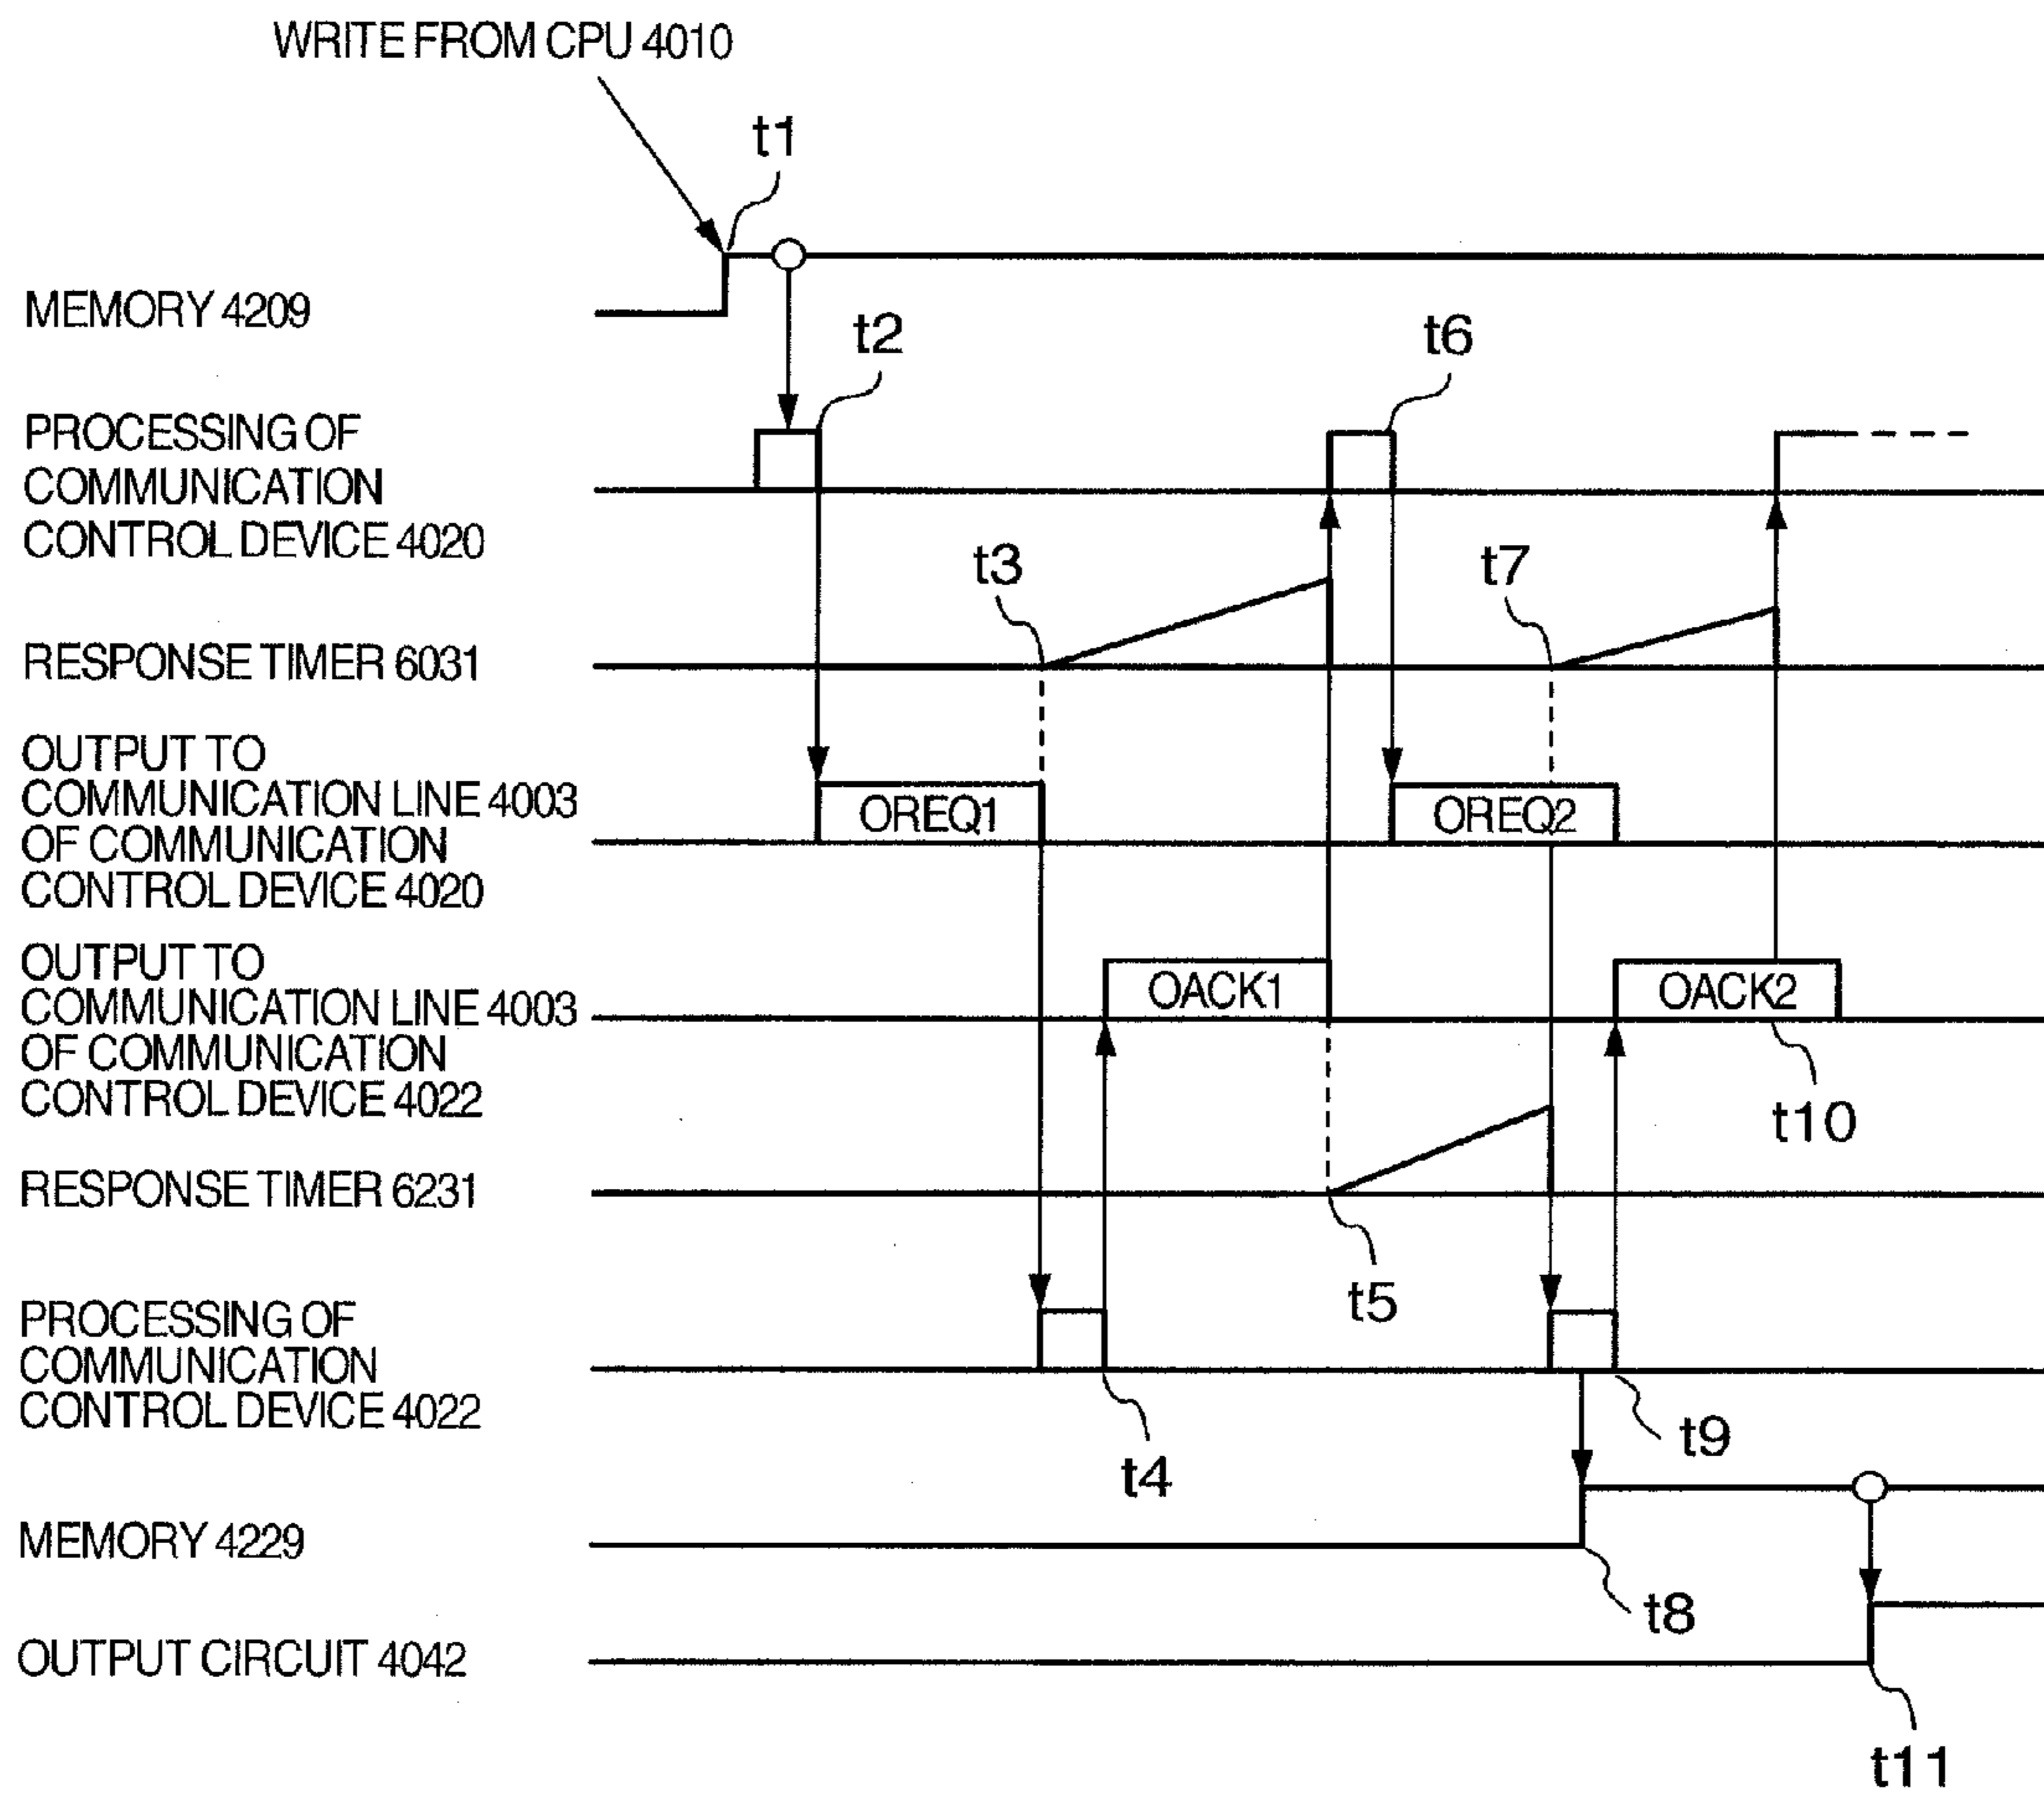 WRITE FROM CPU 4010
t1
MEMORY 4209
t2
t6
PROCESSING OF
COMMUNICATION
CONTROL DEVICE 4020
t3
t7
RESPONSE TIMER 6031
OUTPUT TO
COMMUNICATION LINE 4003
OF COMMUNICATION
CONTROL DEVICE 4020
OREQ1
OREQ2
OUTPUT TO
COMMUNICATION LINE 4003
OF COMMUNICATION
CONTROL DEVICE 4022
OACK1
OACK2
t10
RESPONSE TIMER 6231
t5
PROCESSING OF
COMMUNICATION
CONTROL DEVICE 4022
t4
t9
MEMORY 4229
t8
OUTPUT CIRCUIT 4042
t11